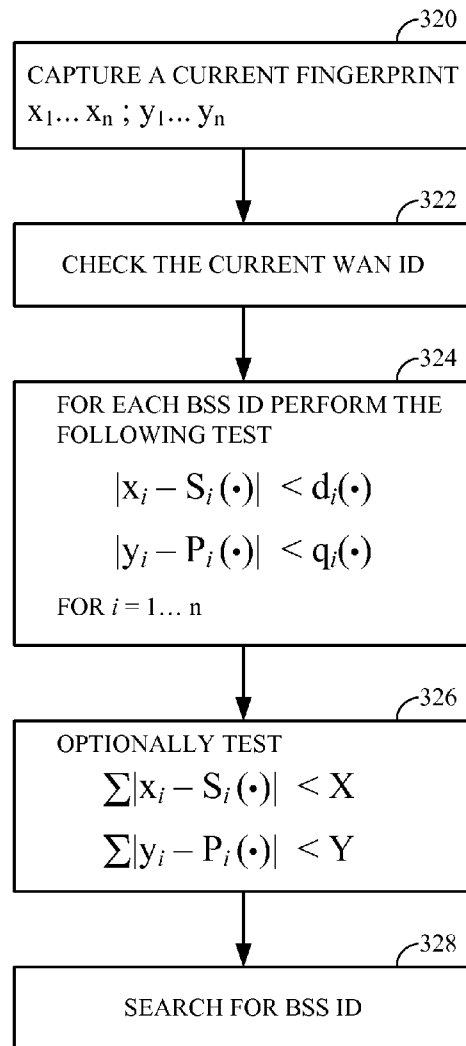 320
CAPTURE A CURRENT FINGERPRINT
x₁... xₙ ; y₁... yₙ
322
CHECK THE CURRENT WAN ID
324
FOR EACH BSS ID PERFORM THE
FOLLOWING TEST
|xᵢ – Sᵢ (•)| < dᵢ(•)
|yᵢ – Pᵢ (•)| < qᵢ(•)
FOR i = 1... n
326
OPTIONALLY TEST
∑|xᵢ – Sᵢ (•)| < X
∑|yᵢ – Pᵢ (•)| < Y
328
SEARCH FOR BSS ID